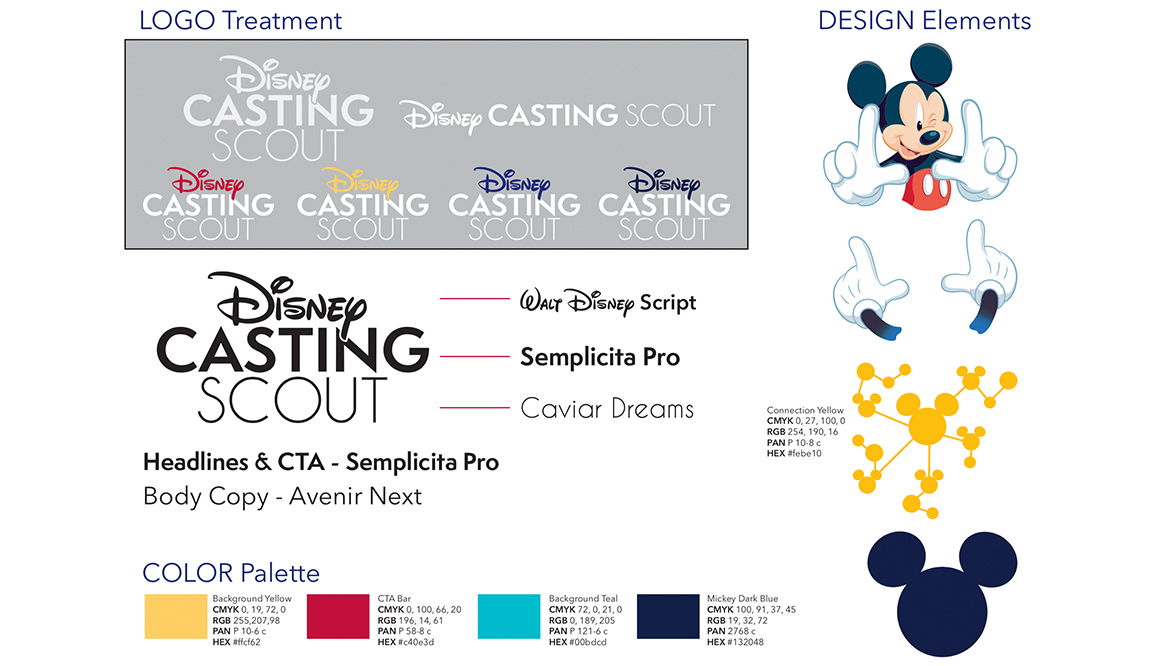 LOGO Treatment
DISNEY
CASTING
SCOUT
DISNEY CASTING SCOUT
DISNEY
CASTING
SCOUT
DISNEY
CASTING
SCOUT
DISNEY
CASTING
SCOUT
DISNEY
CASTING
SCOUT
DISNEY
CASTING
SCOUT
WALT DISNEY Script
Semplicita Pro
Caviar Dreams
Headlines & CTA - Semplicita Pro
Body Copy - Avenir Next
COLOR Palette
Background Yellow
CMYK 0, 19, 72, 0
RGB 255,207,98
PAN P 10-6 c
HEX #ffcf62
CTA Bar
CMYK 0, 100, 66, 20
RGB 196, 14, 61
PAN P 58-8 c
HEX #c40e3d
Background Teal
CMYK 72, 0, 21, 0
RGB 0, 189, 205
PAN P 121-6 c
HEX #00bdcd
Mickey Dark Blue
CMYK 100, 91, 37, 45
RGB 19, 32, 72
PAN 2768 c
HEX #132048
DESIGN Elements
Connection Yellow
CMYK 0, 27, 100, 0
RGB 254, 190, 16
PAN P 10-8 c
HEX #febe10